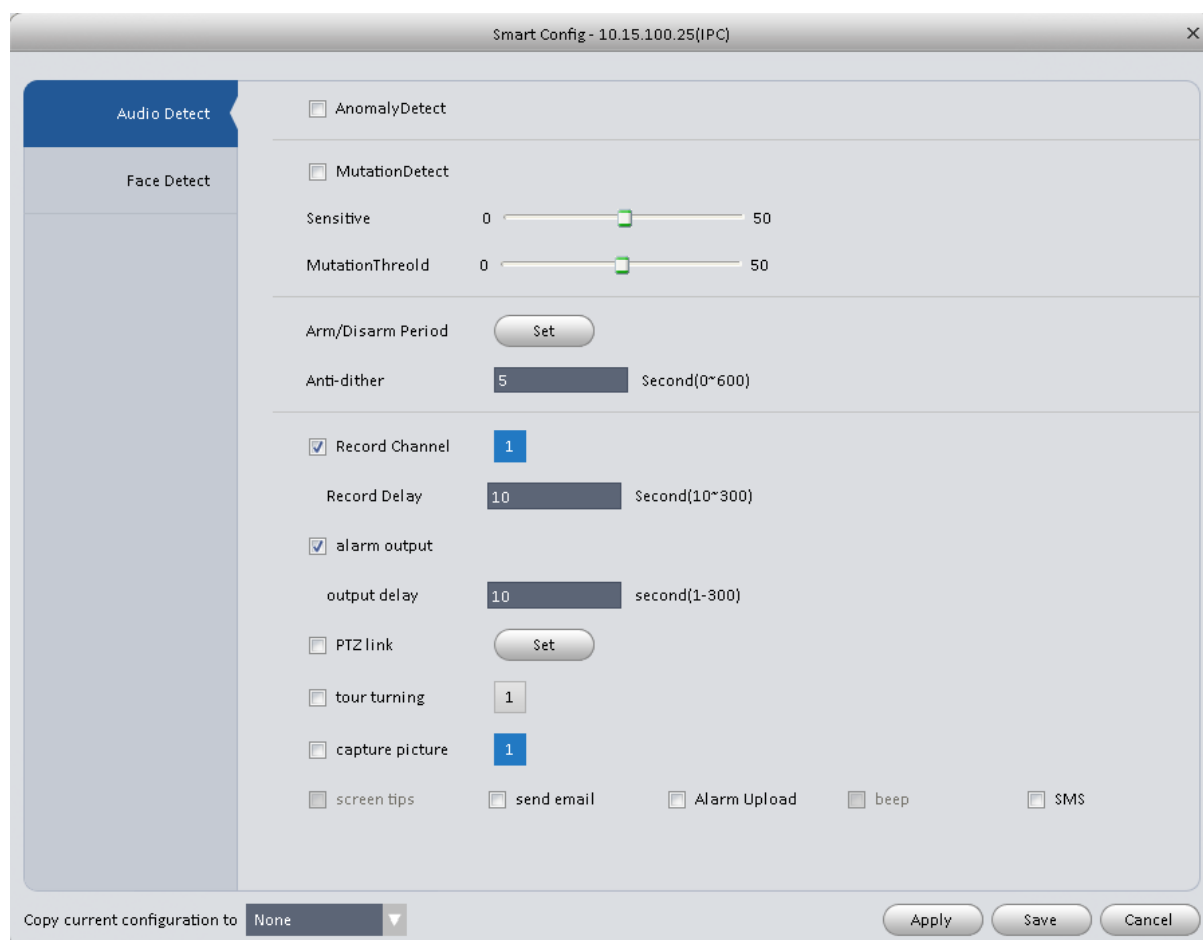 Smart Config - 10.15.100.25(IPC)
Audio Detect
Face Detect
AnomalyDetect
MutationDetect
Sensitive 0 50
MutationThreold 0 50
Arm/Disarm Period Set
Anti-dither 5 Second(0~600)
Record Channel 1
Record Delay 10 Second(10~300)
alarm output
output delay 10 second(1-300)
PTZ link Set
tour turning 1
capture picture 1
screen tips send email Alarm Upload beep SMS
Copy current configuration to None Apply Save Cancel